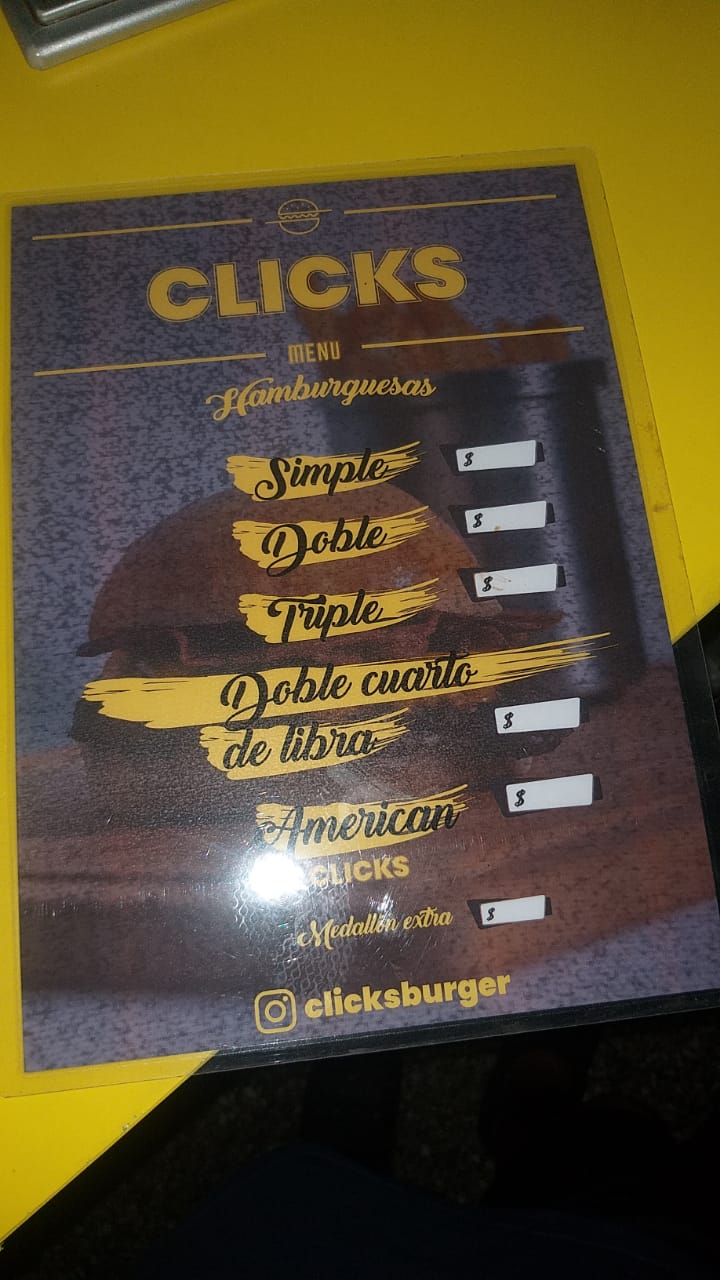 CLICKS
MENU
Hamburguesas
Simple $
Doble $
Triple $
Doble cuarto
de libra $
American $
CLICKS
Medallón extra $
clicksburger